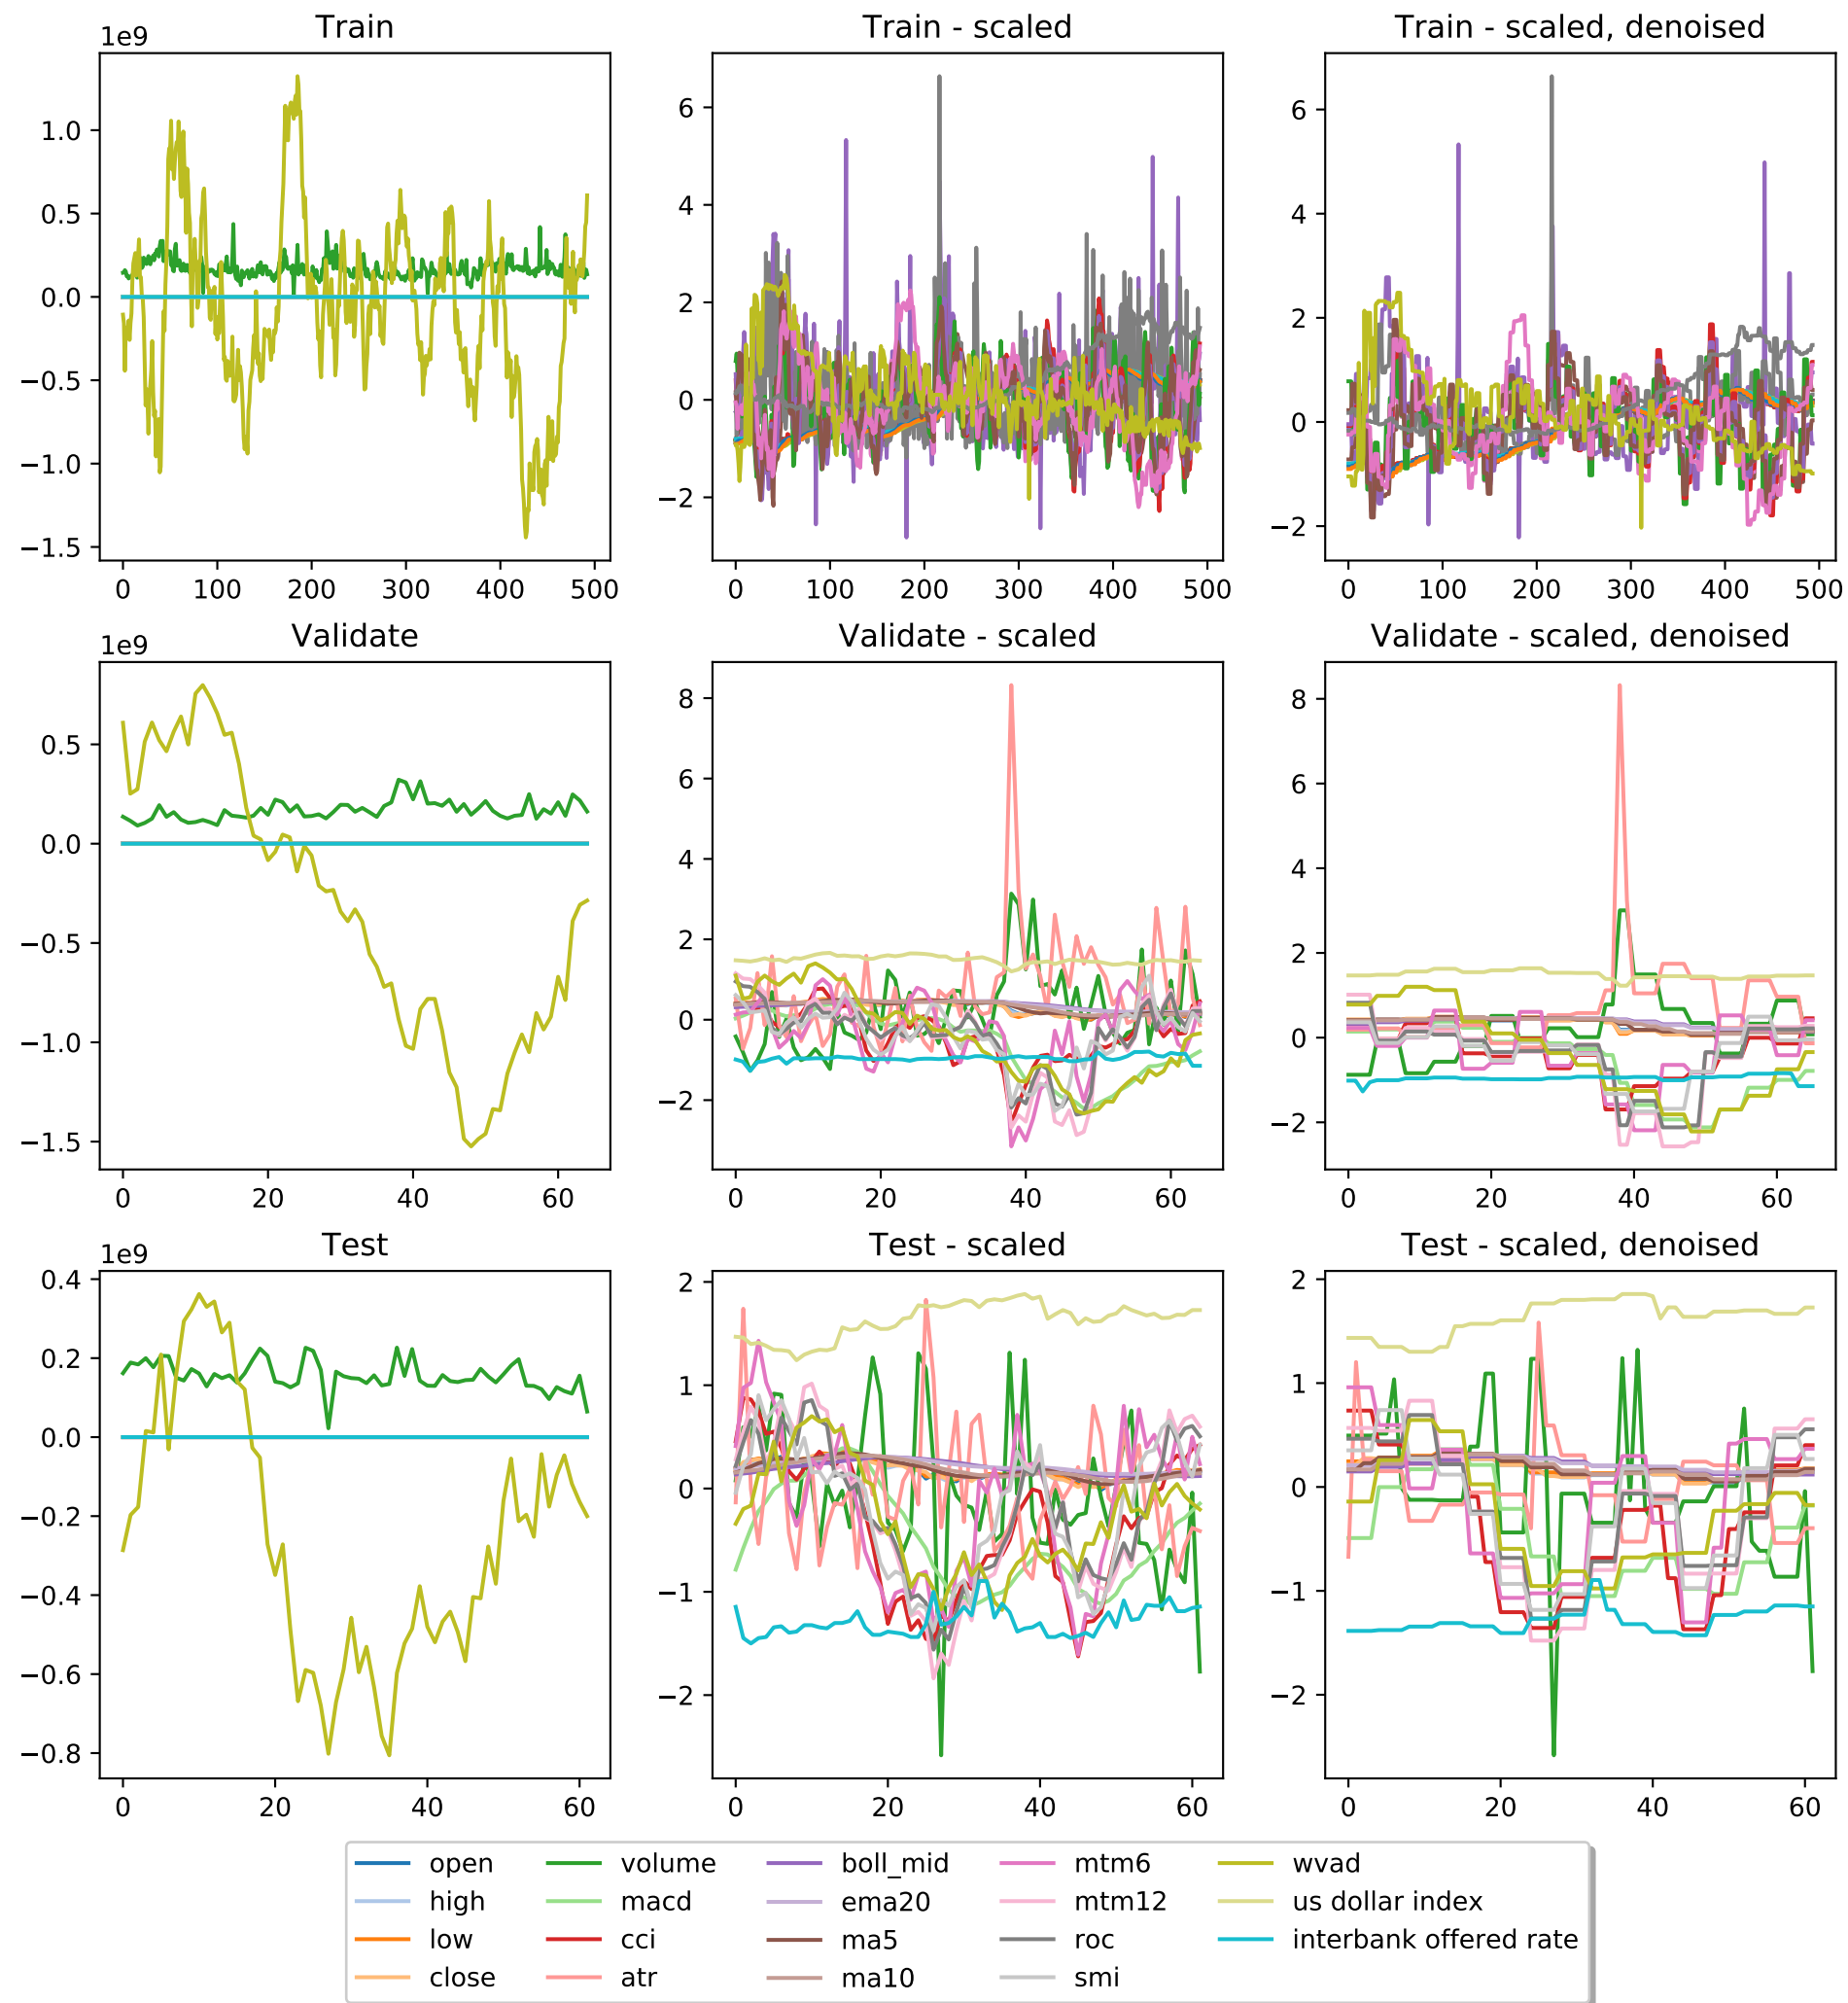 Train Train - scaled Train - scaled, denoised
1e9
1.0
0.5
0.0
−0.5
−1.0
−1.5
0 100 200 300 400 500
6
4
2
0
−2
0 100 200 300 400 500
6
4
2
0
−2
0 100 200 300 400 500
Validate Validate - scaled Validate - scaled, denoised
1e9
0.5
0.0
−0.5
−1.0
−1.5
0 20 40 60
8
6
4
2
0
−2
0 20 40 60
8
6
4
2
0
−2
0 20 40 60
Test Test - scaled Test - scaled, denoised
1e9
0.4
0.2
0.0
−0.2
−0.4
−0.6
−0.8
0 20 40 60
2
1
0
−1
−2
0 20 40 60
2
1
0
−1
−2
0 20 40 60
open volume boll_mid mtm6 wvad
high macd ema20 mtm12 us dollar index
low cci ma5 roc interbank offered rate
close atr ma10 smi